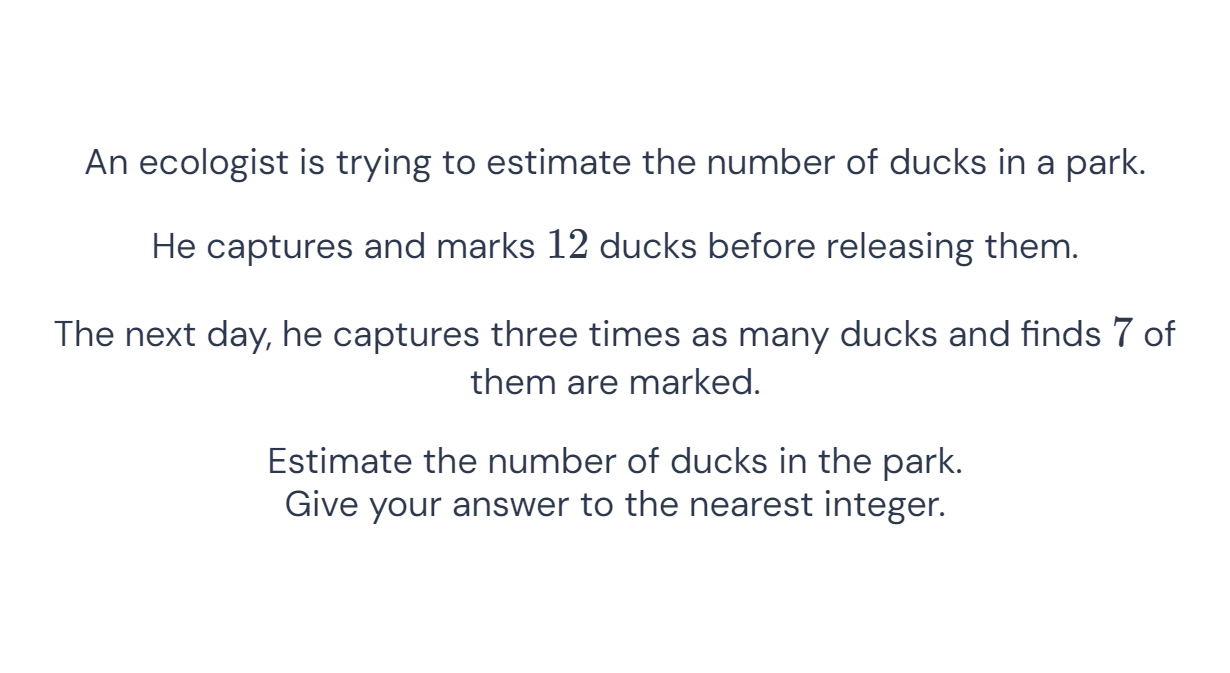 An ecologist is trying to estimate the number of ducks in a park.
He captures and marks 12 ducks before releasing them.
The next day, he captures three times as many ducks and finds 7 of
them are marked.
Estimate the number of ducks in the park.
Give your answer to the nearest integer.